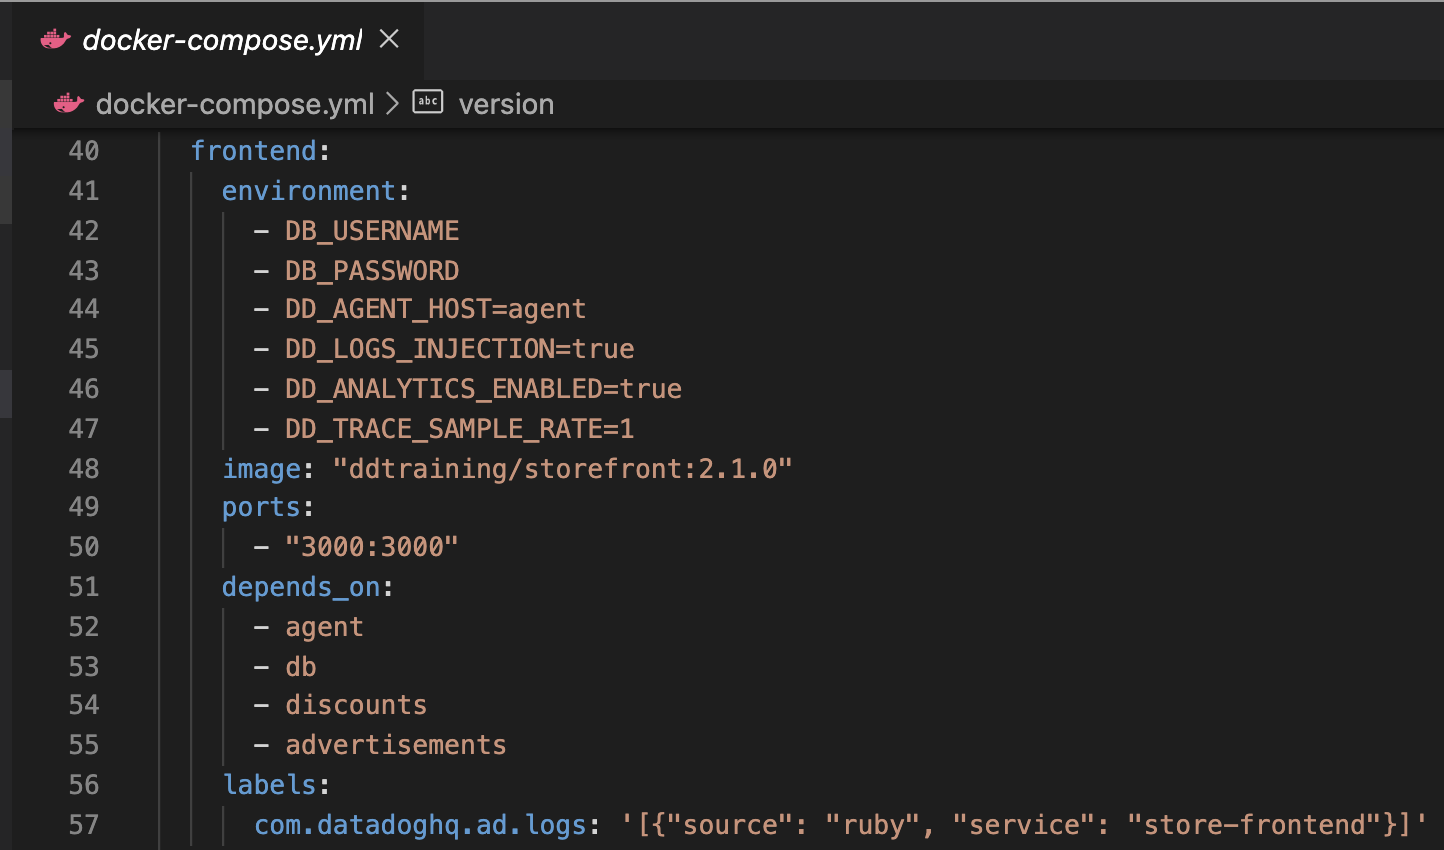 docker-compose.yml
docker-compose.yml > abc version
40 frontend:
41 environment:
42 - DB_USERNAME
43 - DB_PASSWORD
44 - DD_AGENT_HOST=agent
45 - DD_LOGS_INJECTION=true
46 - DD_ANALYTICS_ENABLED=true
47 - DD_TRACE_SAMPLE_RATE=1
48 image: "ddtraining/storefront:2.1.0"
49 ports:
50 - "3000:3000"
51 depends_on:
52 - agent
53 - db
54 - discounts
55 - advertisements
56 labels:
57 com.datadoghq.ad.logs: '[{"source": "ruby", "service": "store-frontend"}]'